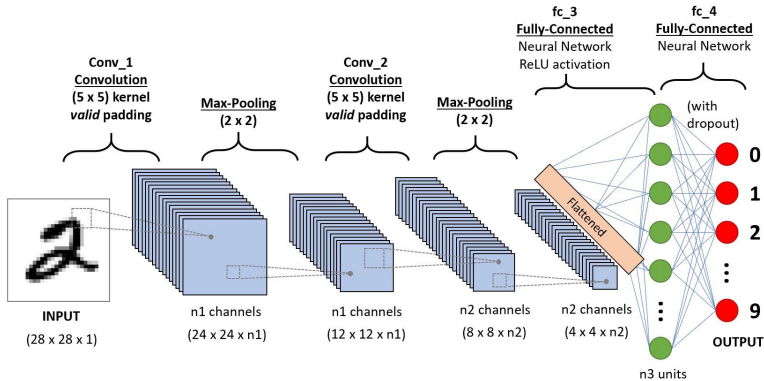 fc_3
Fully-Connected
Neural Network
ReLU activation
fc_4
Fully-Connected
Neural Network
Conv_1
Convolution
(5 x 5) kernel
valid padding
Max-Pooling
(2 x 2)
Conv_2
Convolution
(5 x 5) kernel
valid padding
Max-Pooling
(2 x 2)
(with
dropout)
Flattened
0
1
2
9
INPUT
(28 x 28 x 1)
n1 channels
(24 x 24 x n1)
n1 channels
(12 x 12 x n1)
n2 channels
(8 x 8 x n2)
n2 channels
(4 x 4 x n2)
OUTPUT
n3 units
2